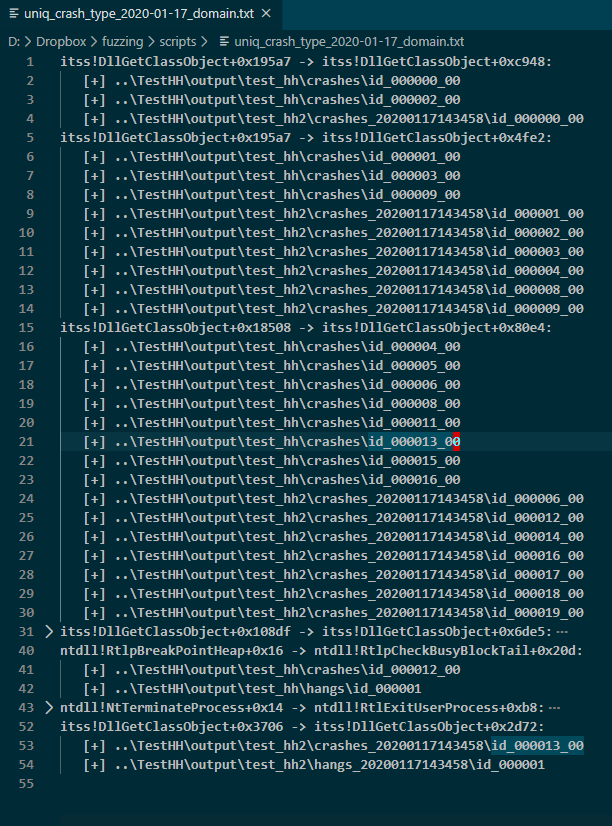 uniq_crash_type_2020-01-17_domain.txt ×
D: > Dropbox > fuzzing > scripts > uniq_crash_type_2020-01-17_domain.txt
1 itss!DllGetClassObject+0x195a7 -> itss!DllGetClassObject+0xc948:
2 [+] ..\TestHH\output\test_hh\crashes\id_000000_00
3 [+] ..\TestHH\output\test_hh\crashes\id_000002_00
4 [+] ..\TestHH\output\test_hh2\crashes_20200117143458\id_000000_00
5 itss!DllGetClassObject+0x195a7 -> itss!DllGetClassObject+0x4fe2:
6 [+] ..\TestHH\output\test_hh\crashes\id_000001_00
7 [+] ..\TestHH\output\test_hh\crashes\id_000003_00
8 [+] ..\TestHH\output\test_hh\crashes\id_000009_00
9 [+] ..\TestHH\output\test_hh2\crashes_20200117143458\id_000001_00
10 [+] ..\TestHH\output\test_hh2\crashes_20200117143458\id_000002_00
11 [+] ..\TestHH\output\test_hh2\crashes_20200117143458\id_000003_00
12 [+] ..\TestHH\output\test_hh2\crashes_20200117143458\id_000004_00
13 [+] ..\TestHH\output\test_hh2\crashes_20200117143458\id_000008_00
14 [+] ..\TestHH\output\test_hh2\crashes_20200117143458\id_000009_00
15 itss!DllGetClassObject+0x18508 -> itss!DllGetClassObject+0x80e4:
16 [+] ..\TestHH\output\test_hh\crashes\id_000004_00
17 [+] ..\TestHH\output\test_hh\crashes\id_000005_00
18 [+] ..\TestHH\output\test_hh\crashes\id_000006_00
19 [+] ..\TestHH\output\test_hh\crashes\id_000008_00
20 [+] ..\TestHH\output\test_hh\crashes\id_000011_00
21 [+] ..\TestHH\output\test_hh\crashes\id_000013_00
22 [+] ..\TestHH\output\test_hh\crashes\id_000015_00
23 [+] ..\TestHH\output\test_hh\crashes\id_000016_00
24 [+] ..\TestHH\output\test_hh2\crashes_20200117143458\id_000006_00
25 [+] ..\TestHH\output\test_hh2\crashes_20200117143458\id_000012_00
26 [+] ..\TestHH\output\test_hh2\crashes_20200117143458\id_000014_00
27 [+] ..\TestHH\output\test_hh2\crashes_20200117143458\id_000016_00
28 [+] ..\TestHH\output\test_hh2\crashes_20200117143458\id_000017_00
29 [+] ..\TestHH\output\test_hh2\crashes_20200117143458\id_000018_00
30 [+] ..\TestHH\output\test_hh2\crashes_20200117143458\id_000019_00
31 > itss!DllGetClassObject+0x108df -> itss!DllGetClassObject+0x6de5: ⋯
40 ntdll!RtlpBreakPointHeap+0x16 -> ntdll!RtlpCheckBusyBlockTail+0x20d:
41 [+] ..\TestHH\output\test_hh\crashes\id_000012_00
42 [+] ..\TestHH\output\test_hh\hangs\id_000001
43 > ntdll!NtTerminateProcess+0x14 -> ntdll!RtlExitUserProcess+0xb8: ⋯
52 itss!DllGetClassObject+0x3706 -> itss!DllGetClassObject+0x2d72:
53 [+] ..\TestHH\output\test_hh2\crashes_20200117143458\id_000013_00
54 [+] ..\TestHH\output\test_hh2\hangs_20200117143458\id_000001
55